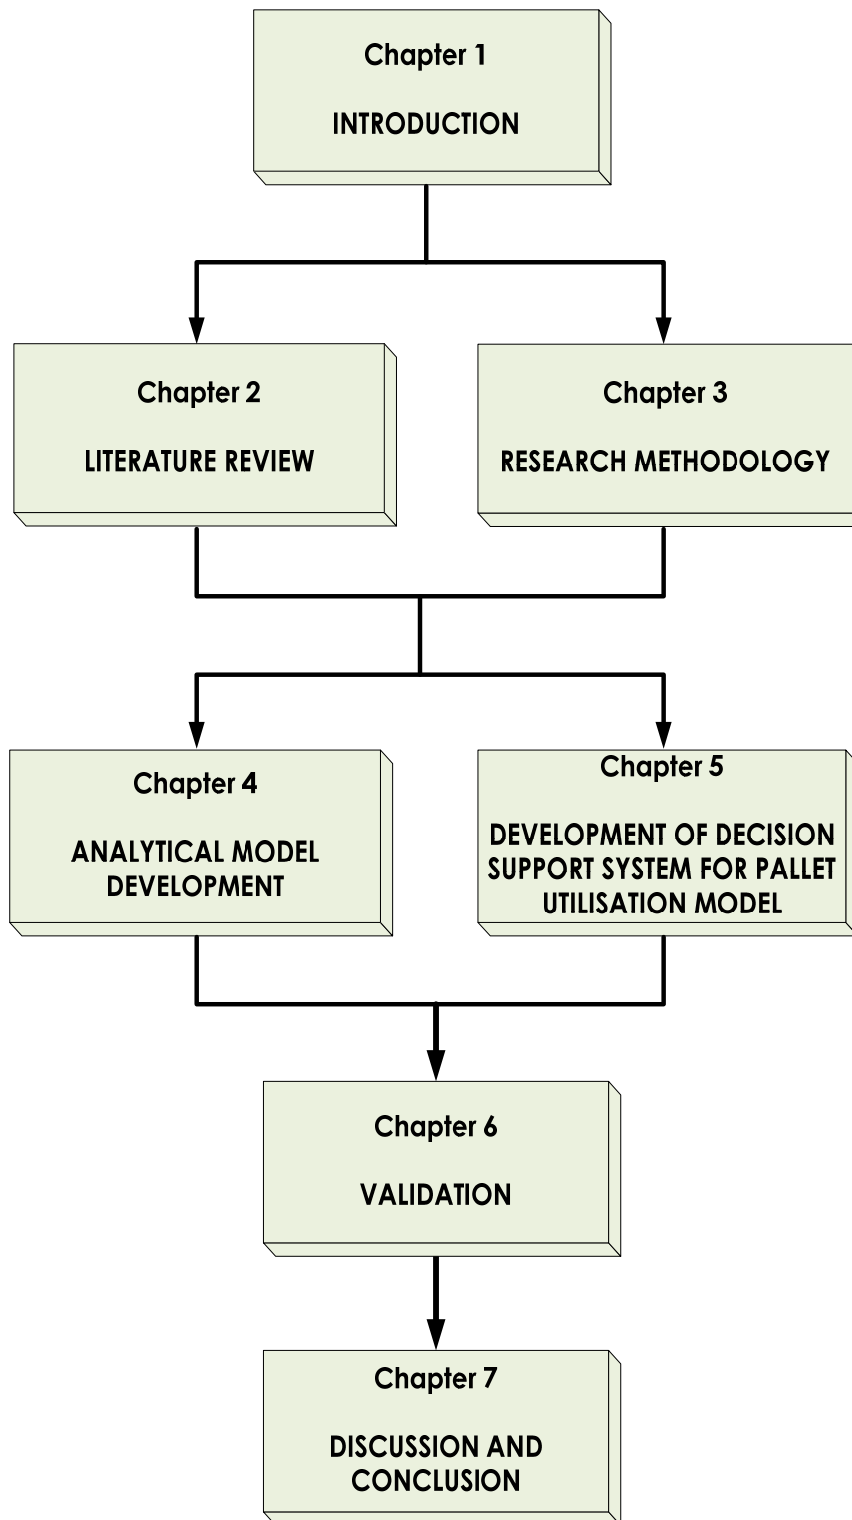 Chapter 1
INTRODUCTION
Chapter 2
LITERATURE REVIEW
Chapter 3
RESEARCH METHODOLOGY
Chapter 4
ANALYTICAL MODEL
DEVELOPMENT
Chapter 5
DEVELOPMENT OF DECISION
SUPPORT SYSTEM FOR PALLET
UTILISATION MODEL
Chapter 6
VALIDATION
Chapter 7
DISCUSSION AND
CONCLUSION